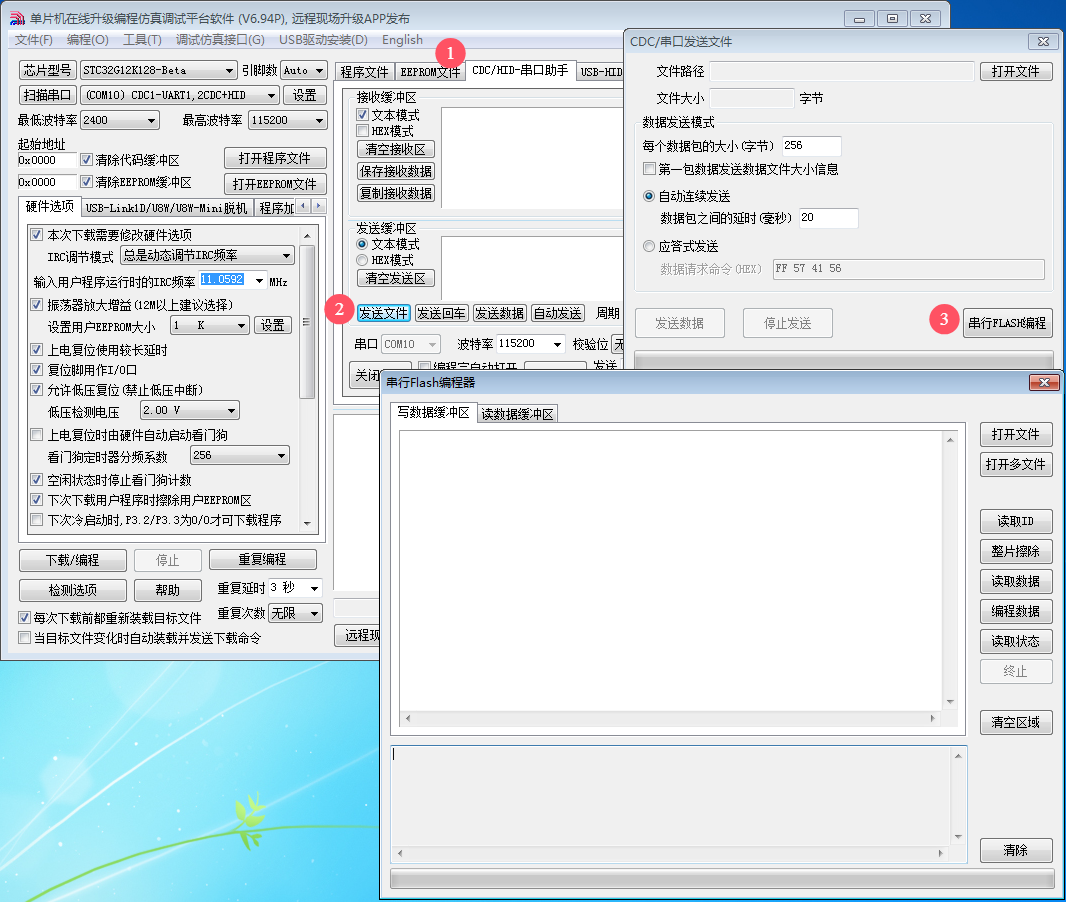 单片机在线升级编程仿真调试平台软件 (V6.94P), 远程现场升级APP发布
文件(F) 编程(O) 工具(T) 调试仿真接口(G) USB驱动安装(D) English
芯片型号 STC32G12K128-Beta 引脚数 Auto
扫描串口 (COM10) CDC1-UART1,2CDC+HID 设置
最低波特率 2400 最高波特率 115200
起始地址
0x0000 清除代码缓冲区 打开程序文件
0x0000 清除EEPROM缓冲区 打开EEPROM文件
硬件选项 USB-Link1D/U8W/U8W-Mini脱机 程序加
本次下载需要修改硬件选项
IRC调节模式 总是动态调节IRC频率
输入用户程序运行时的IRC频率 11.0592 MHz
振荡器放大增益(12M以上建议选择)
设置用户EEPROM大小 1 K 设置
上电复位使用较长延时
复位脚用作I/O口
允许低压复位(禁止低压中断)
低压检测电压 2.00 V
上电复位时由硬件自动启动看门狗
看门狗定时器分频系数 256
空闲状态时停止看门狗计数
下次下载用户程序时擦除用户EEPROM区
下次冷启动时,P3.2/P3.3为0/0才可下载程序
下载/编程 停止 重复编程
检测选项 帮助 重复延时 3 秒
每次下载前都重新装载目标文件 重复次数 无限
当目标文件变化时自动装载并发送下载命令
1
程序文件 EEPROM文件 CDC/HID-串口助手 USB-HID
接收缓冲区
文本模式
HEX模式
清空接收区
保存接收数据
复制接收数据
发送缓冲区
文本模式
HEX模式
清空发送区
2
发送文件 发送回车 发送数据 自动发送 周期
串口 COM10 波特率 115200 校验位 无
关闭 编程完自动打开 发送
远程现
CDC/串口发送文件
文件路径 打开文件
文件大小 字节
数据发送模式
每个数据包的大小(字节) 256
第一包数据发送数据文件大小信息
自动连续发送
数据包之间的延时(毫秒) 20
应答式发送
数据请求命令(HEX) FF 57 41 56
3
发送数据 停止发送 串行FLASH编程
串行Flash编程器
写数据缓冲区 读数据缓冲区
打开文件
打开多文件
读取ID
整片擦除
读取数据
编程数据
读取状态
终止
清空区域
清除